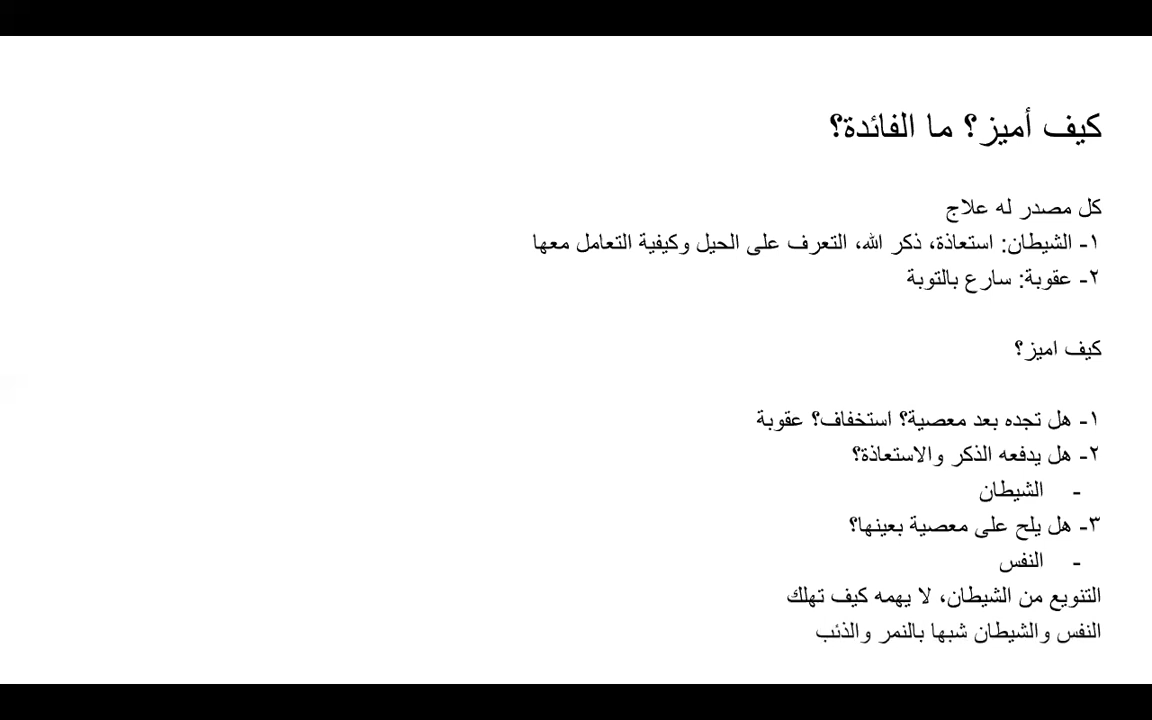 كيف أميز؟ ما الفائدة؟
كل مصدر له علاج
١- الشيطان: استعاذة، ذكر الله، التعرف على الحيل وكيفية التعامل معها
٢- عقوبة: سارع بالتوبة
كيف اميز؟
١- هل تجده بعد معصية؟ استخفاف؟ عقوبة
٢- هل يدفعه الذكر والاستعاذة؟
- الشيطان
٣- هل يلح على معصية بعينها؟
- النفس
التنويع من الشيطان، لا يهمه كيف تهلك
النفس والشيطان شبها بالنمر والذئب